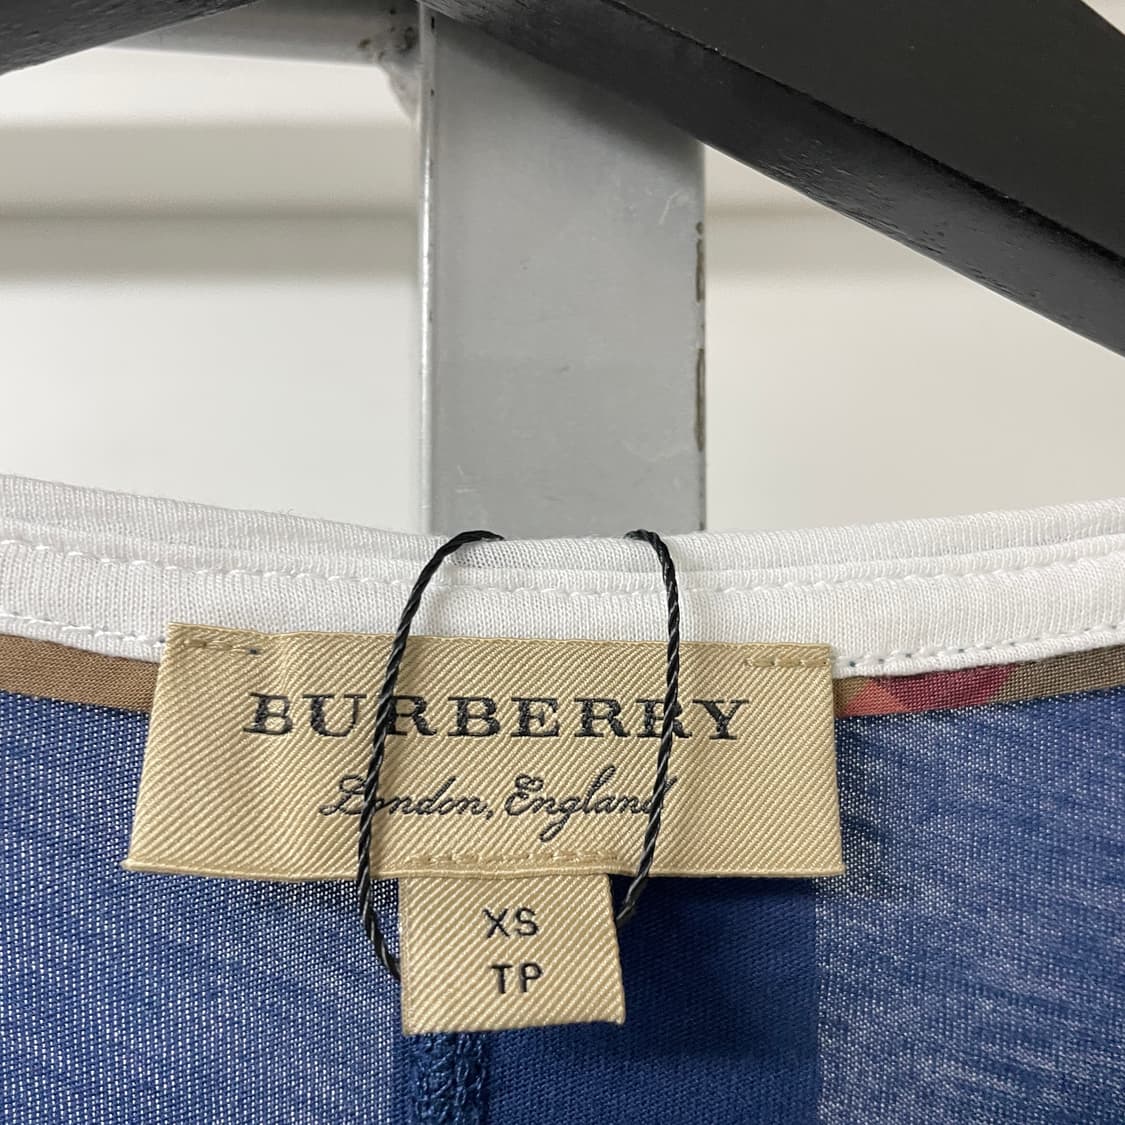 BURBERRY
London, England
XS
TP